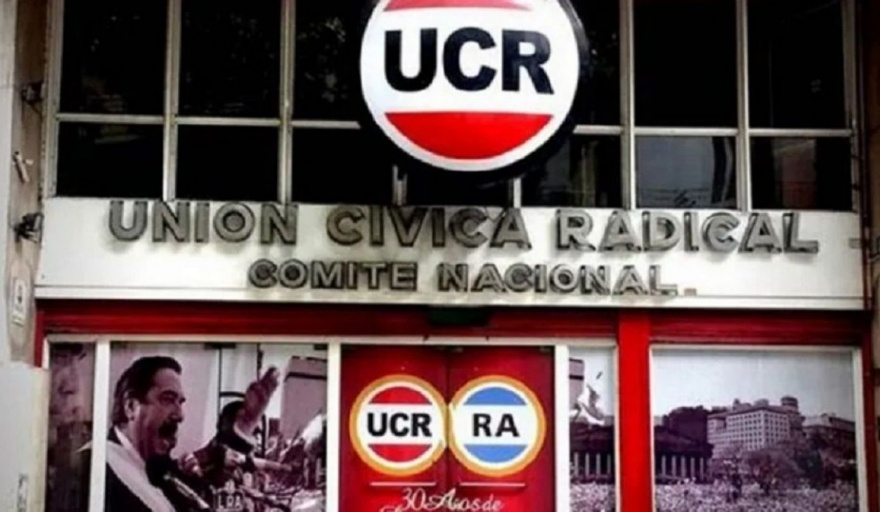 UCR
UNION CIVICA RADICAL
COMITE NACIONAL
UCR RA
30 Años de